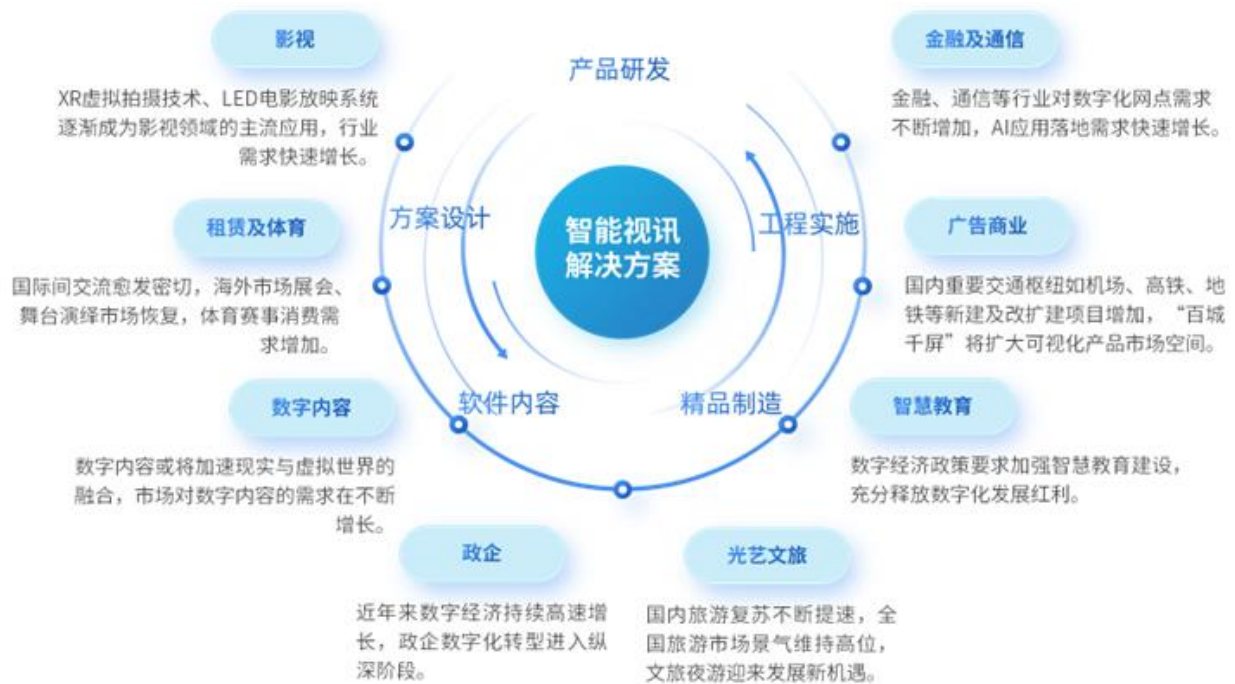 影视
XR虚拟拍摄技术、LED电影放映系统
逐渐成为影视领域的主流应用，行业
需求快速增长。
租赁及体育
国际间交流愈发密切，海外市场展会、
舞台演绎市场恢复，体育赛事消费需
求增加。
数字内容
数字内容或将加速现实与虚拟世界的
融合，市场对数字内容的需求在不断
增长。
政企
近年来数字经济持续高速增
长，政企数字化转型进入纵
深阶段。
产品研发
方案设计
智能视讯
解决方案
工程实施
软件内容
精品制造
金融及通信
金融、通信等行业对数字化网点需求
不断增加，AI应用落地需求快速增长。
广告商业
国内重要交通枢纽如机场、高铁、地
铁等新建及改扩建项目增加，“百城
千屏”将扩大可视化产品市场空间。
智慧教育
数字经济政策要求加强智慧教育建设，
充分释放数字化发展红利。
光艺文旅
国内旅游复苏不断提速，全
国旅游市场景气维持高位，
文旅夜游迎来发展新机遇。